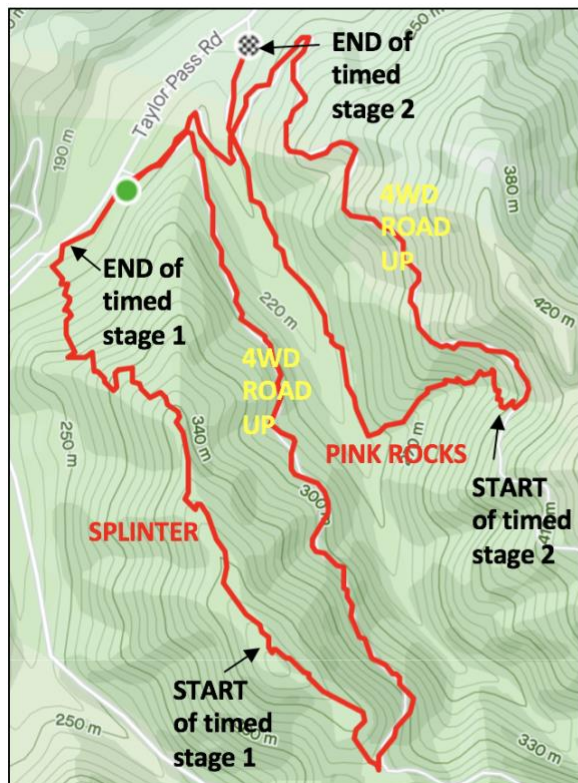 END of
timed
stage 2
Taylor Pass Rd
190 m
380 m
4WD
ROAD
UP
END of
timed
stage 1
220 m
420 m
4WD
ROAD
UP
340 m
250 m
PINK ROCKS
START
of timed
stage 2
300 m
SPLINTER
START
of timed
stage 1
250 m
330 m